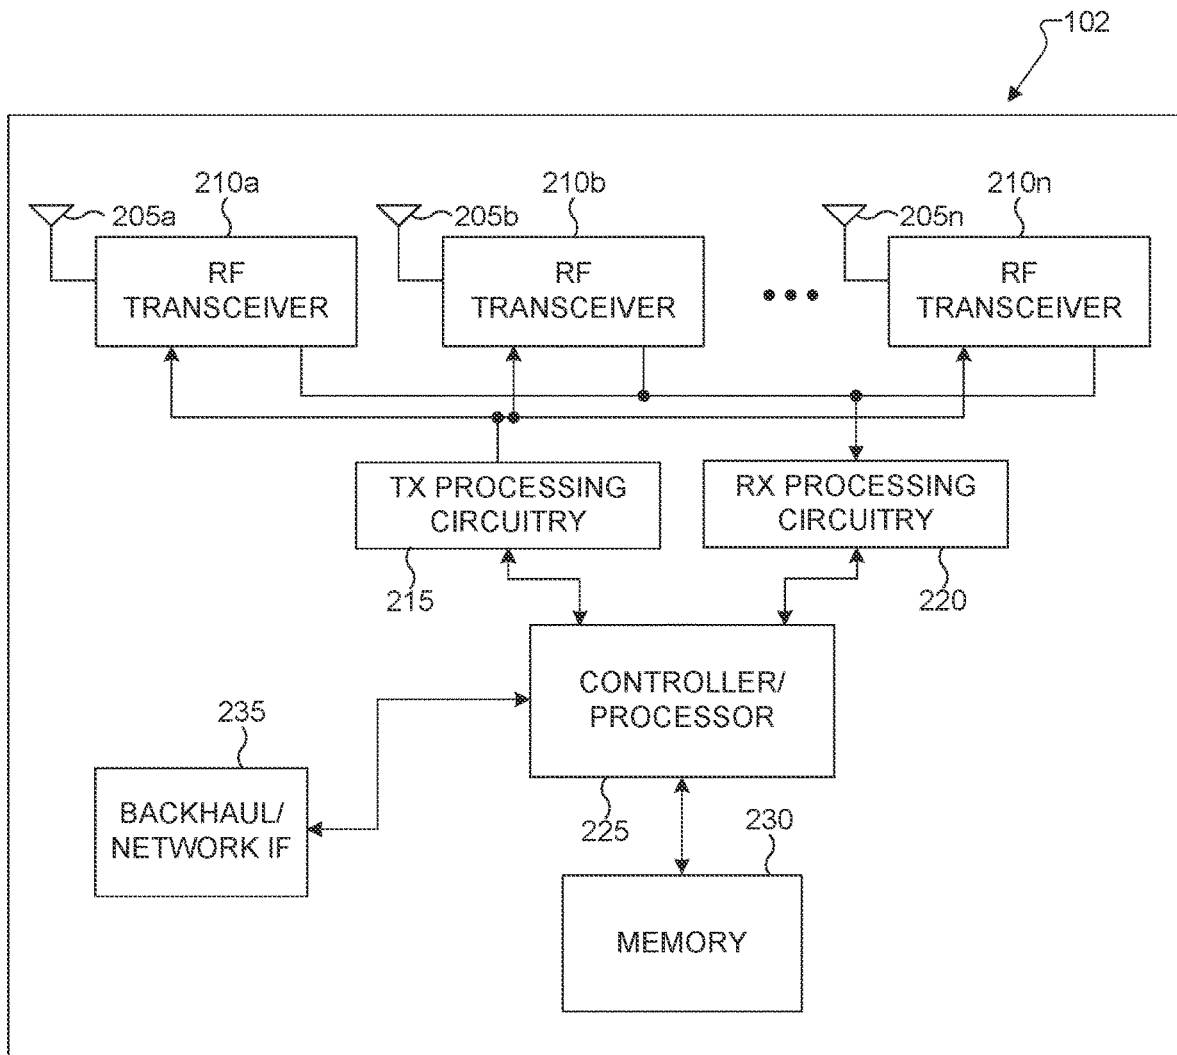 102
210a
210b
210n
205a
205b
205n
RF
TRANSCEIVER
RF
TRANSCEIVER
RF
TRANSCEIVER
TX PROCESSING
CIRCUITRY
RX PROCESSING
CIRCUITRY
215
220
CONTROLLER/
PROCESSOR
235
BACKHAUL/
NETWORK IF
225
230
MEMORY